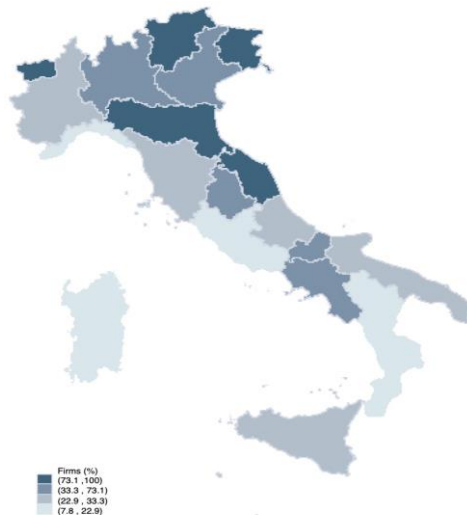 Firms (%)
(73.1 ,100)
(33.3 , 73.1)
(22.9 , 33.3)
(7.8 , 22.9)